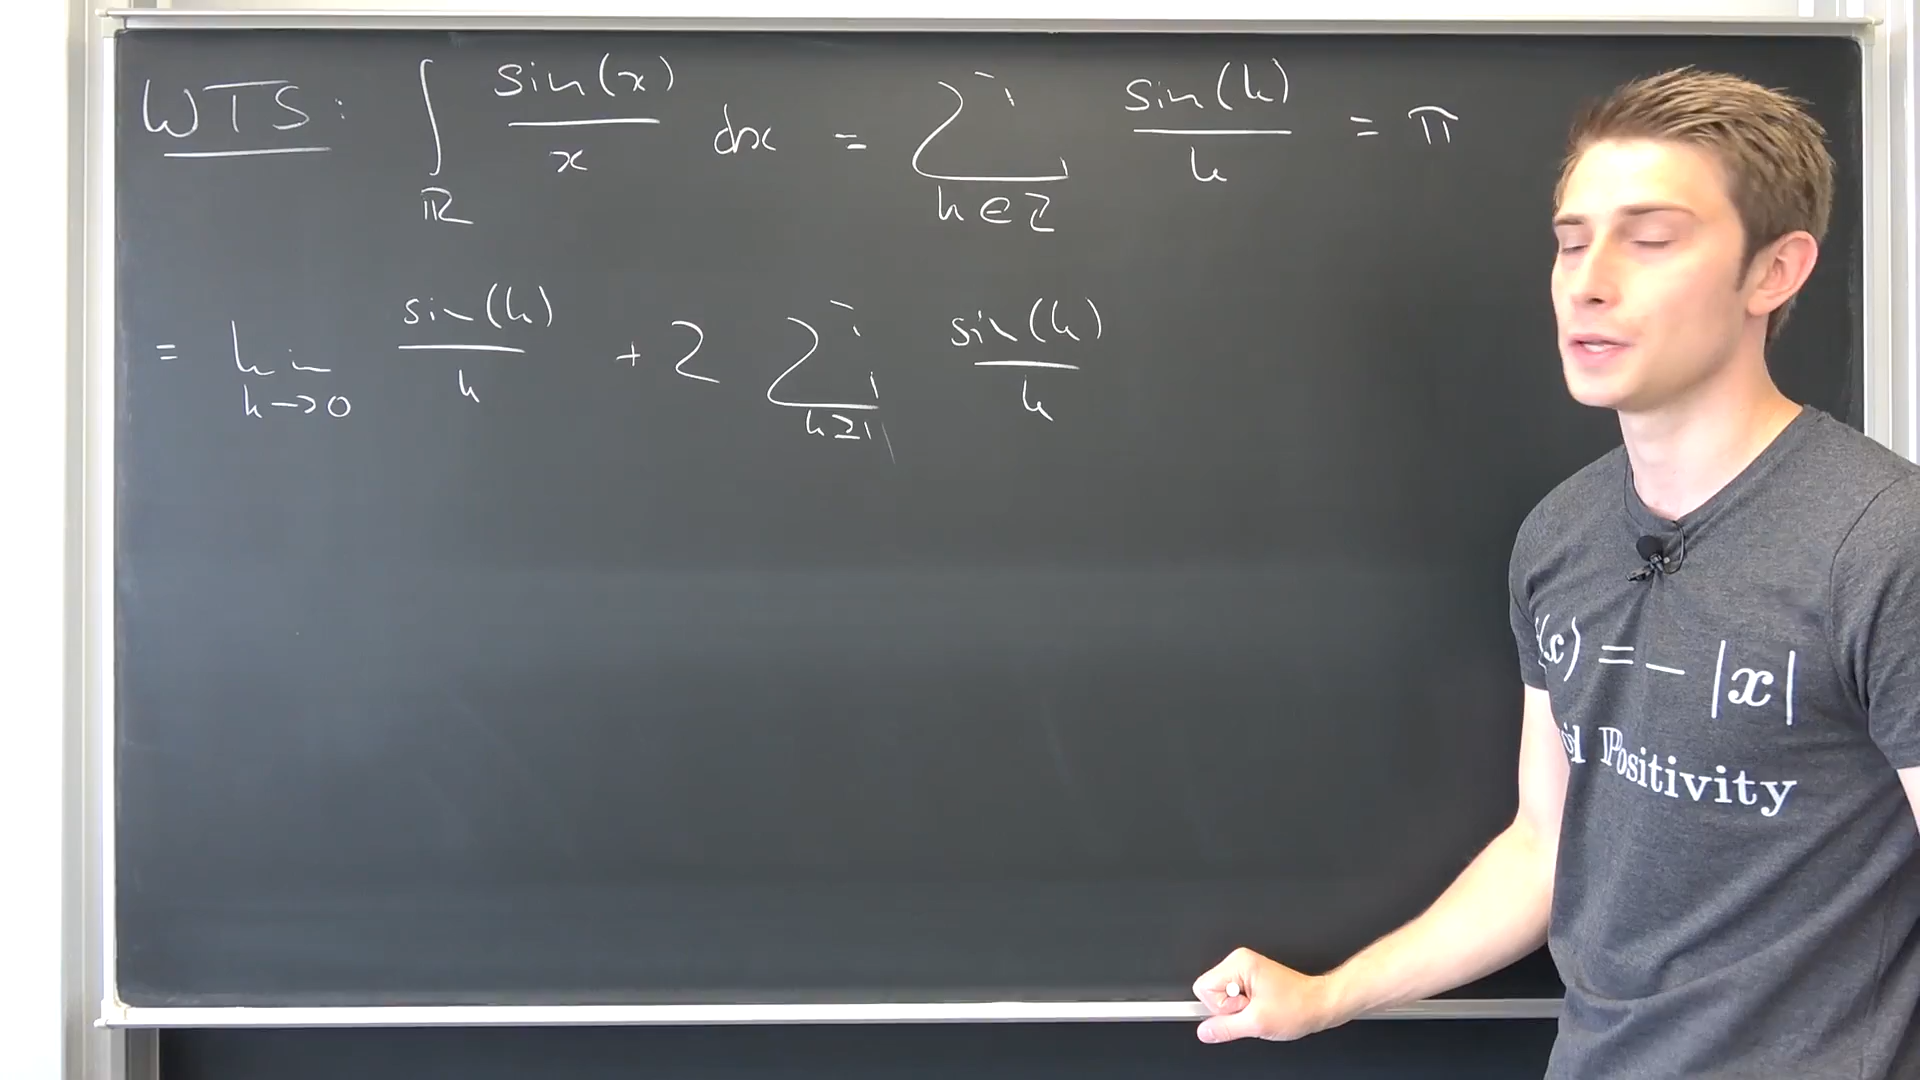 WTS: ∫_ℝ sin(x)/x dx = ∑_{k∈ℤ} sin(k)/k = π
= lim_{k→0} sin(k)/k + 2 ∑_{k≥1} sin(k)/k
(x) = − |x|
Positivity